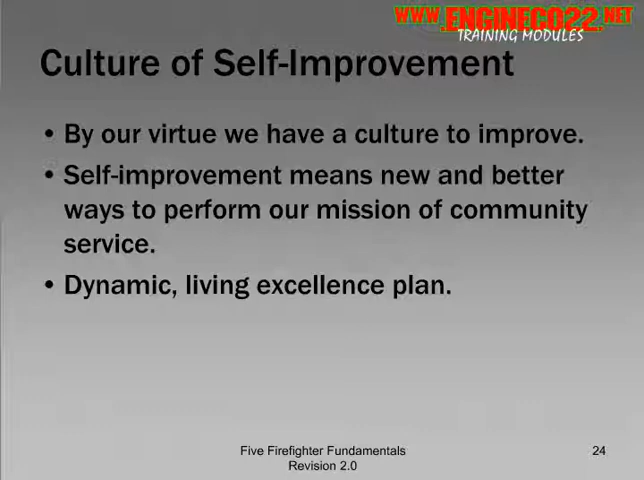 WWW.ENGINECO22.NET
TRAINING MODULES
Culture of Self-Improvement
• By our virtue we have a culture to improve.
• Self-improvement means new and better
ways to perform our mission of community
service.
• Dynamic, living excellence plan.
Five Firefighter Fundamentals
Revision 2.0
24